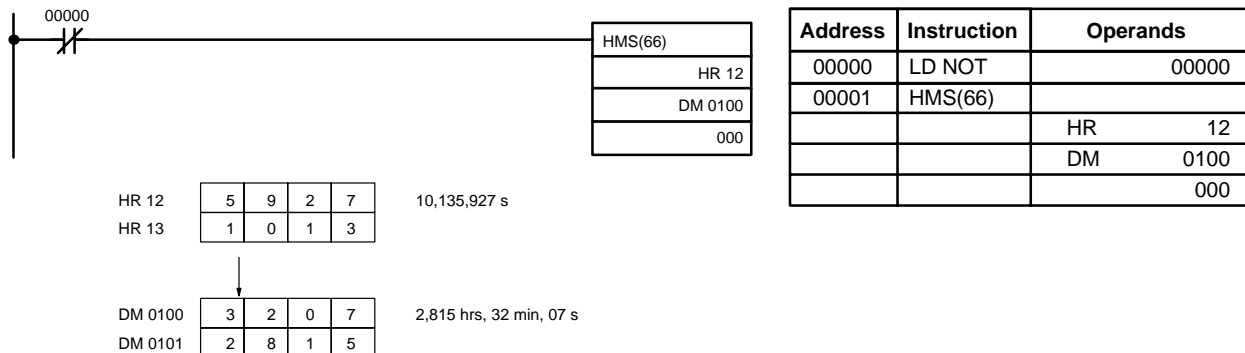 00000
HMS(66)
HR 12
DM 0100
000
Address Instruction Operands
00000 LD NOT 00000
00001 HMS(66)
HR 12
DM 0100
000
HR 12 5 9 2 7 10,135,927 s
HR 13 1 0 1 3
DM 0100 3 2 0 7 2,815 hrs, 32 min, 07 s
DM 0101 2 8 1 5